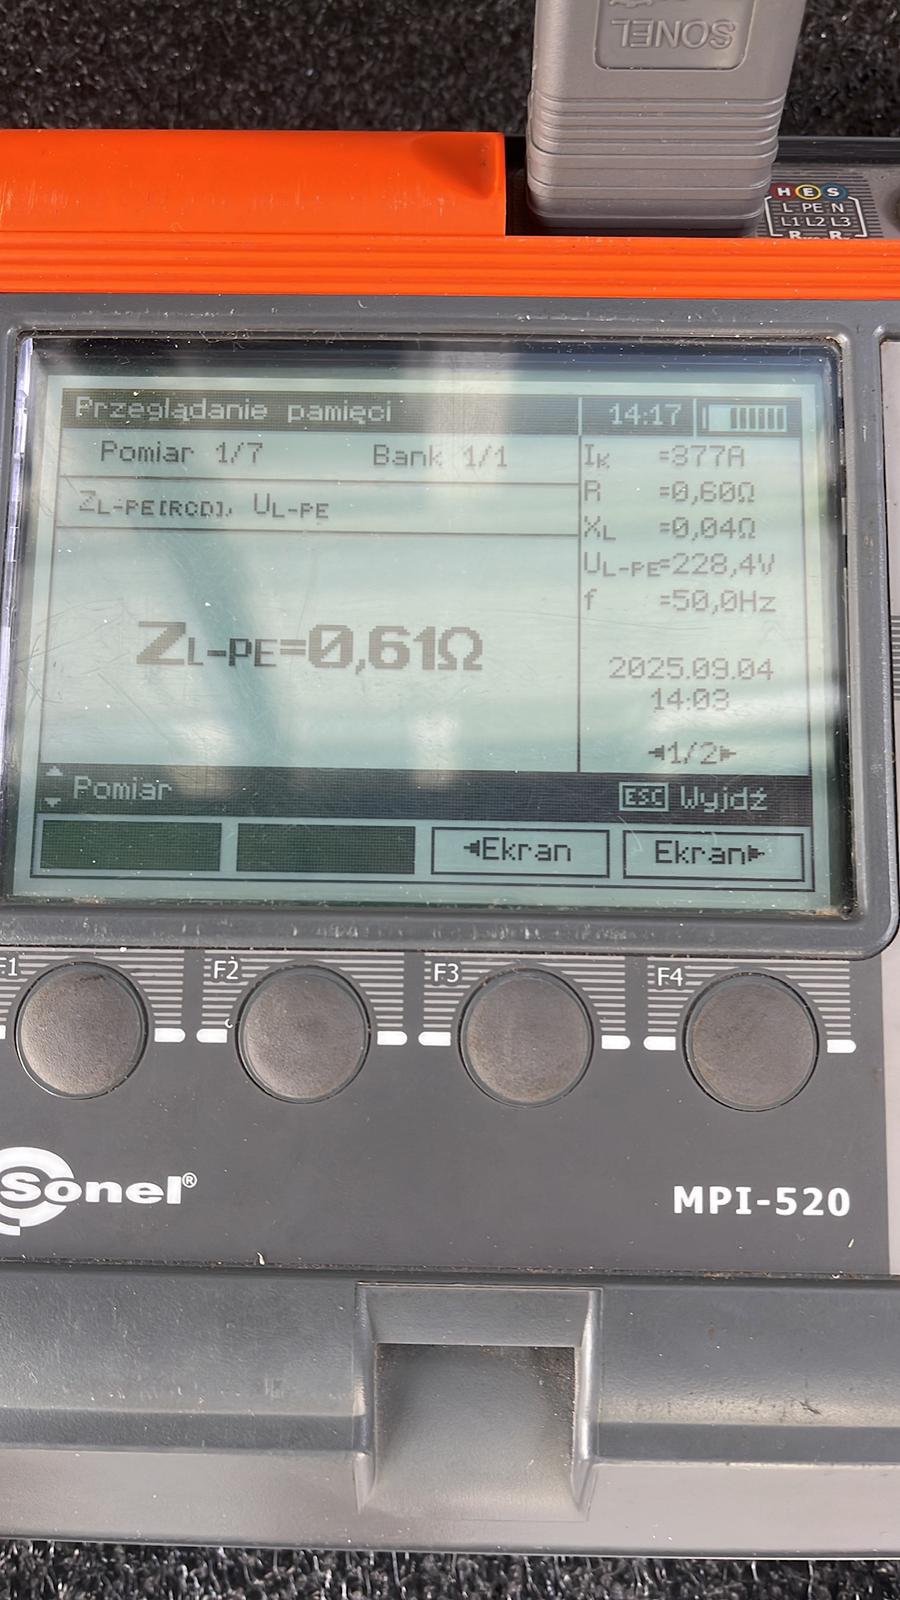 SONEL
H E S
L PE N
L1 L2 L3
Przeglądanie pamięci 14:17
Pomiar 1/7 Bank 1/1
ZL-PE[RCD], UL-PE
ZL-PE=0,61Ω
IK =377A
R =0,60Ω
XL =0,04Ω
UL-PE=228,4V
f =50,0Hz
2025.09.04
14:03
◄1/2►
Pomiar ESC Wyjdź
◄Ekran Ekran►
F1 F2 F3 F4
Sonel® MPI-520